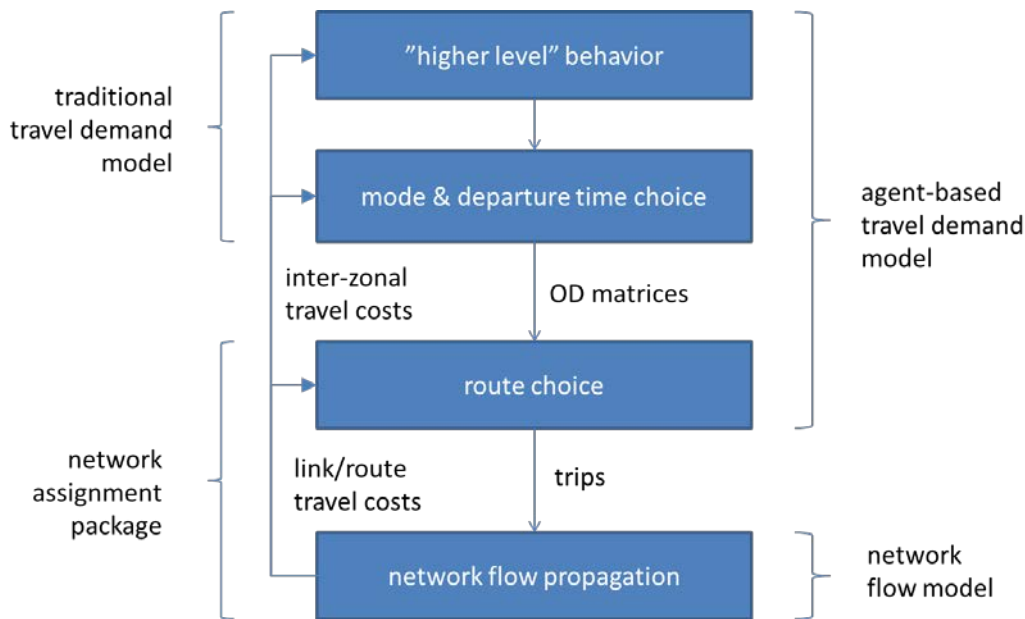 ”higher level” behavior
traditional
travel demand
model
mode & departure time choice
agent-based
travel demand
model
inter-zonal
travel costs
OD matrices
route choice
network
assignment
package
link/route
travel costs
trips
network flow propagation
network
flow model